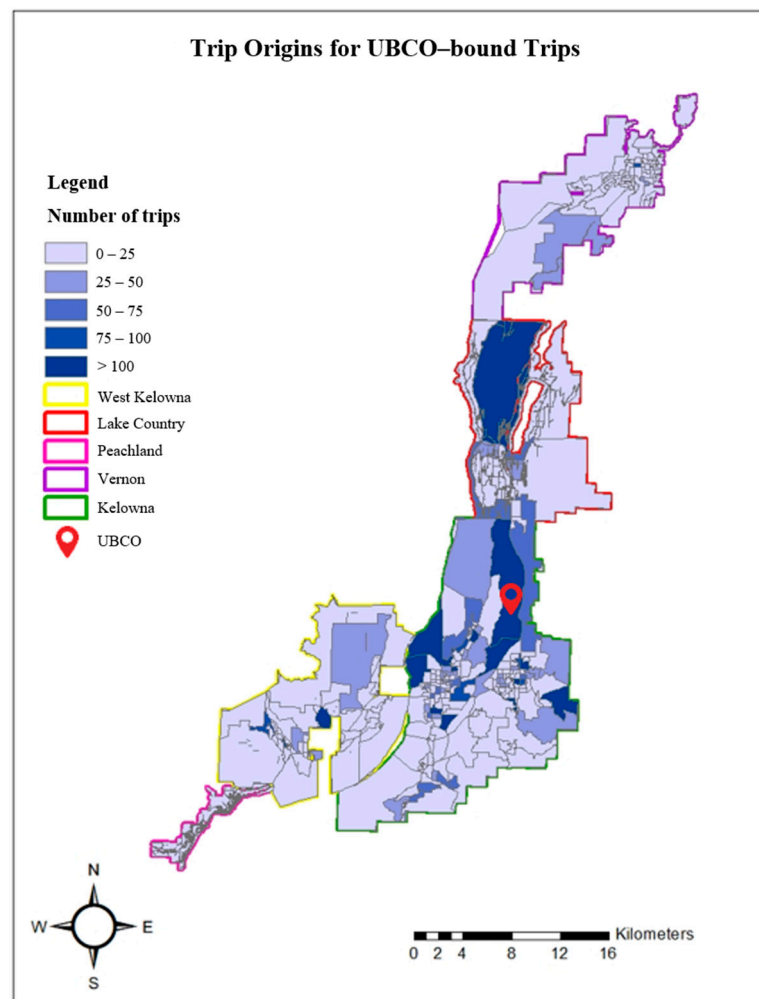 Trip Origins for UBCO–bound Trips
Legend
Number of trips
0 – 25
25 – 50
50 – 75
75 – 100
> 100
West Kelowna
Lake Country
Peachland
Vernon
Kelowna
UBCO
N
W E
S
Kilometers
0 2 4 8 12 16